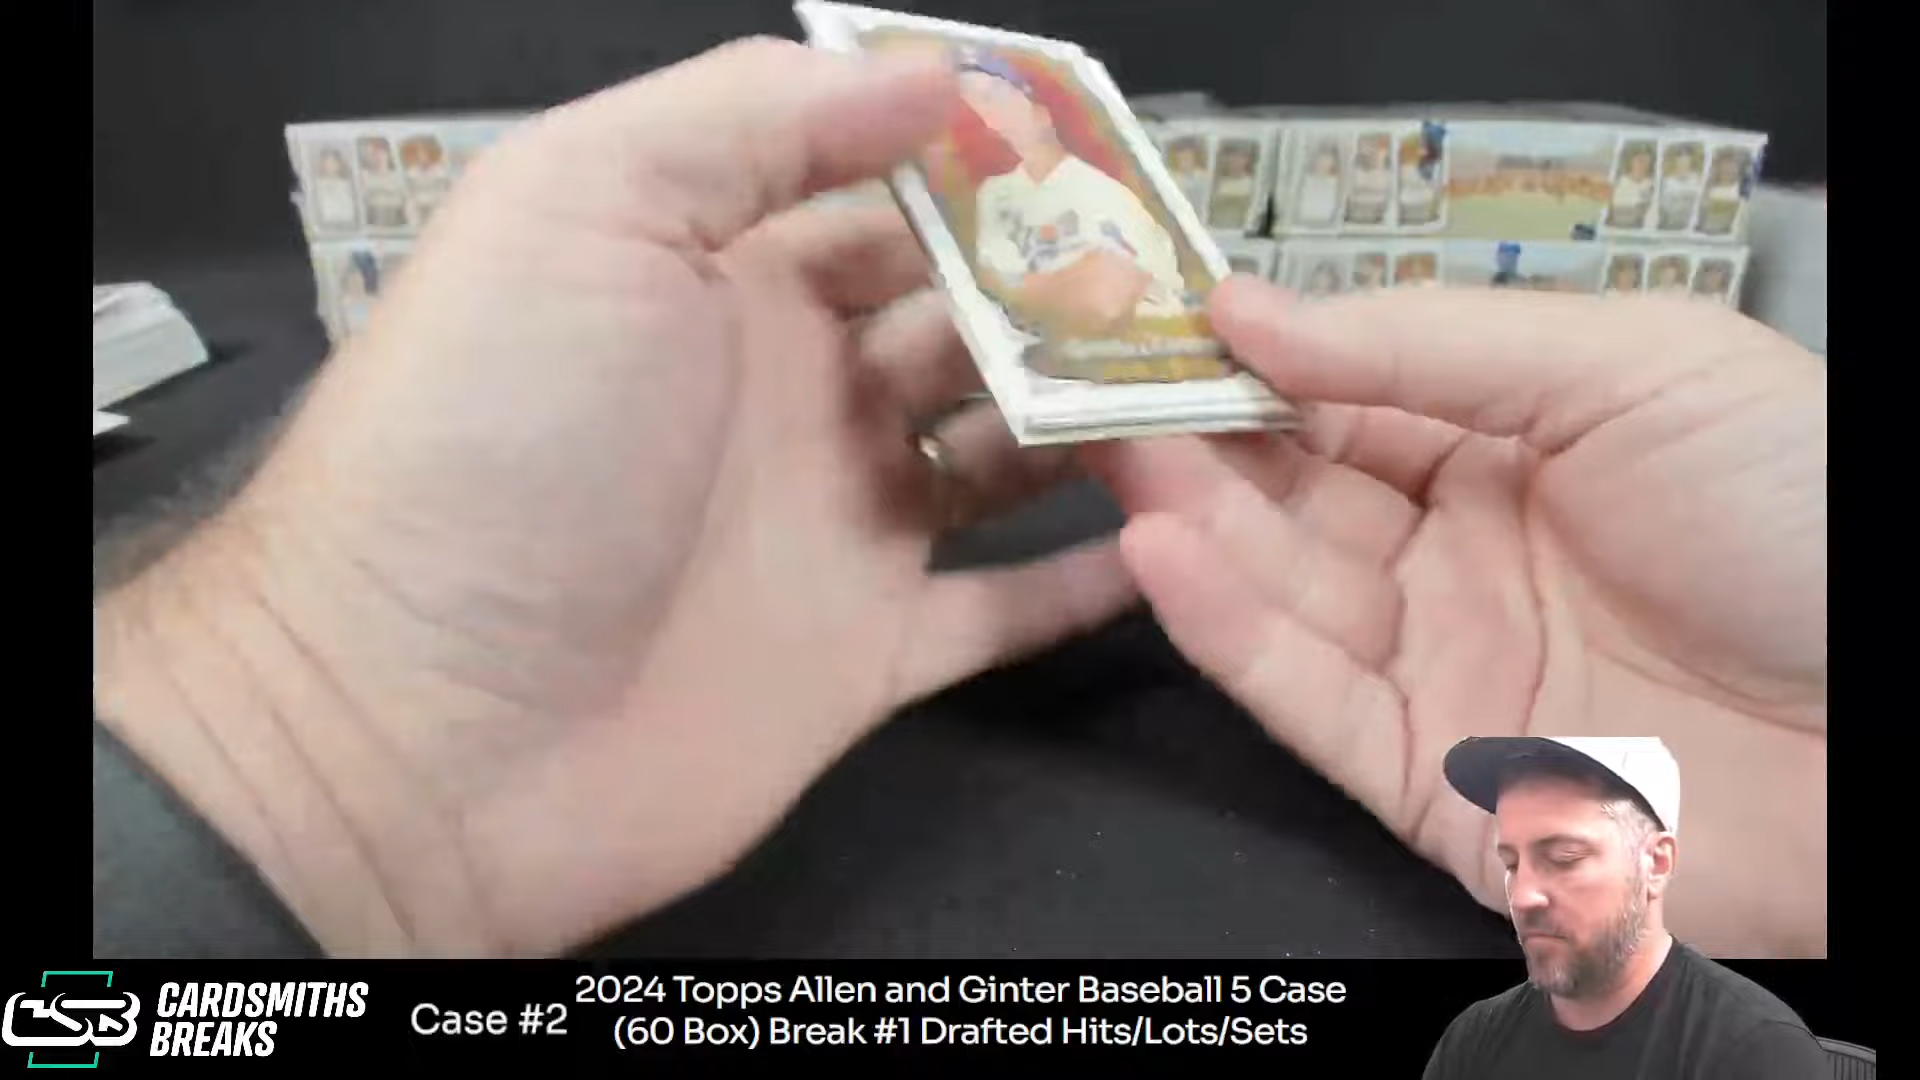 CARDSMITHS
BREAKS
Case #2
2024 Topps Allen and Ginter Baseball 5 Case
(60 Box) Break #1 Drafted Hits/Lots/Sets